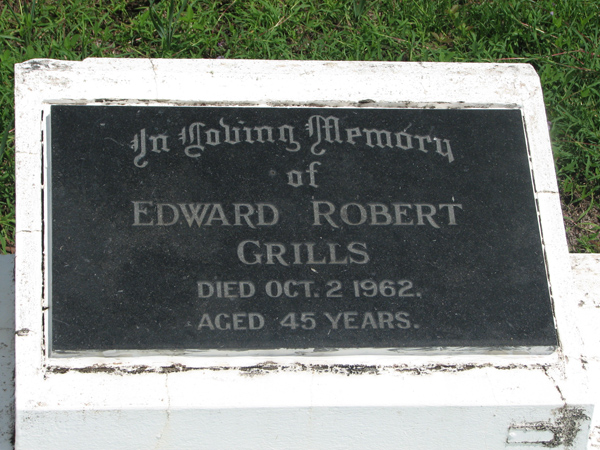 In Loving Memory
of
EDWARD ROBERT
GRILLS
DIED OCT. 2 1962.
AGED 45 YEARS.